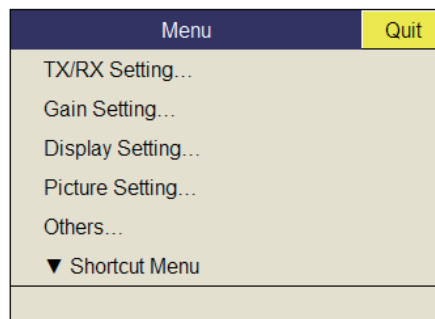 Menu Quit
TX/RX Setting...
Gain Setting...
Display Setting...
Picture Setting...
Others...
▼ Shortcut Menu